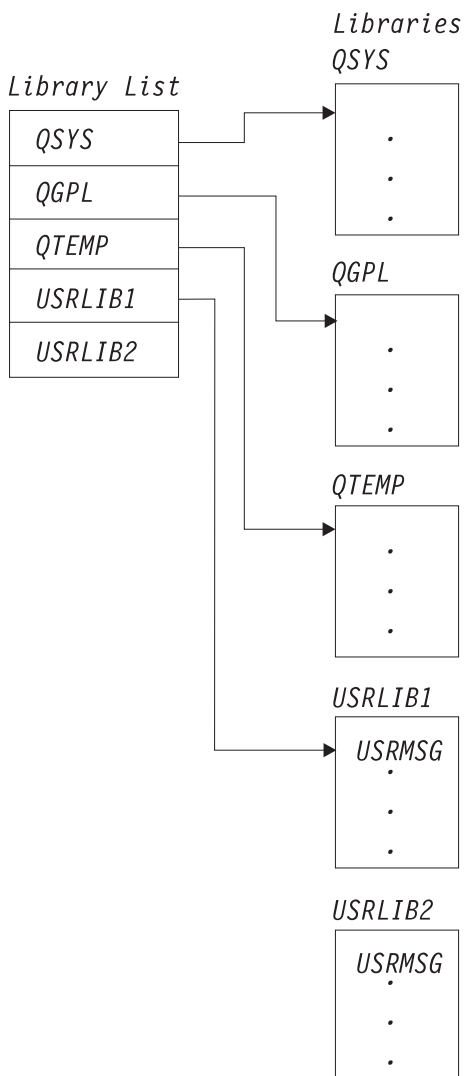 Library List
QSYS
QGPL
QTEMP
USRLIB1
USRLIB2
Libraries
QSYS
.
.
.
QGPL
.
.
.
QTEMP
.
.
.
USRLIB1
USRMSG
.
.
.
USRLIB2
USRMSG
.
.
.